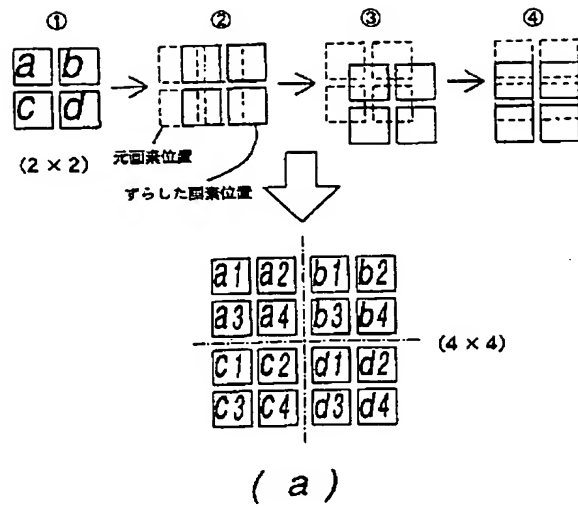 ① ② ③ ④
a b
c d
(2 × 2)
元画素位置
ずらした画素位置
a1 a2 b1 b2
a3 a4 b3 b4
(4 × 4)
c1 c2 d1 d2
c3 c4 d3 d4
(a)